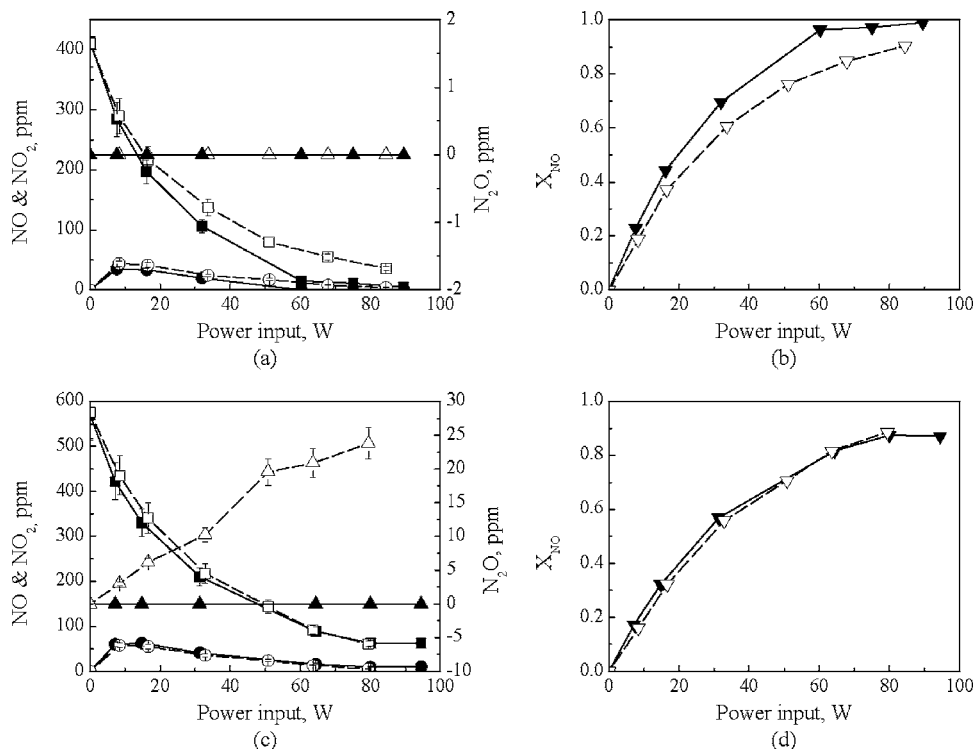 400
300
200
100
0
NO & NO2, ppm
2
1
0
-1
-2
N2O, ppm
0 20 40 60 80 100
Power input, W
(a)
1.0
0.8
0.6
0.4
0.2
0.0
XNO
0 20 40 60 80 100
Power input, W
(b)
600
500
400
300
200
150
100
50
0
NO & NO2, ppm
30
25
20
15
10
5
0
-5
-10
N2O, ppm
0 20 40 60 80 100
Power input, W
(c)
1.0
0.8
0.6
0.4
0.2
0.0
XNO
0 20 40 60 80 100
Power input, W
(d)